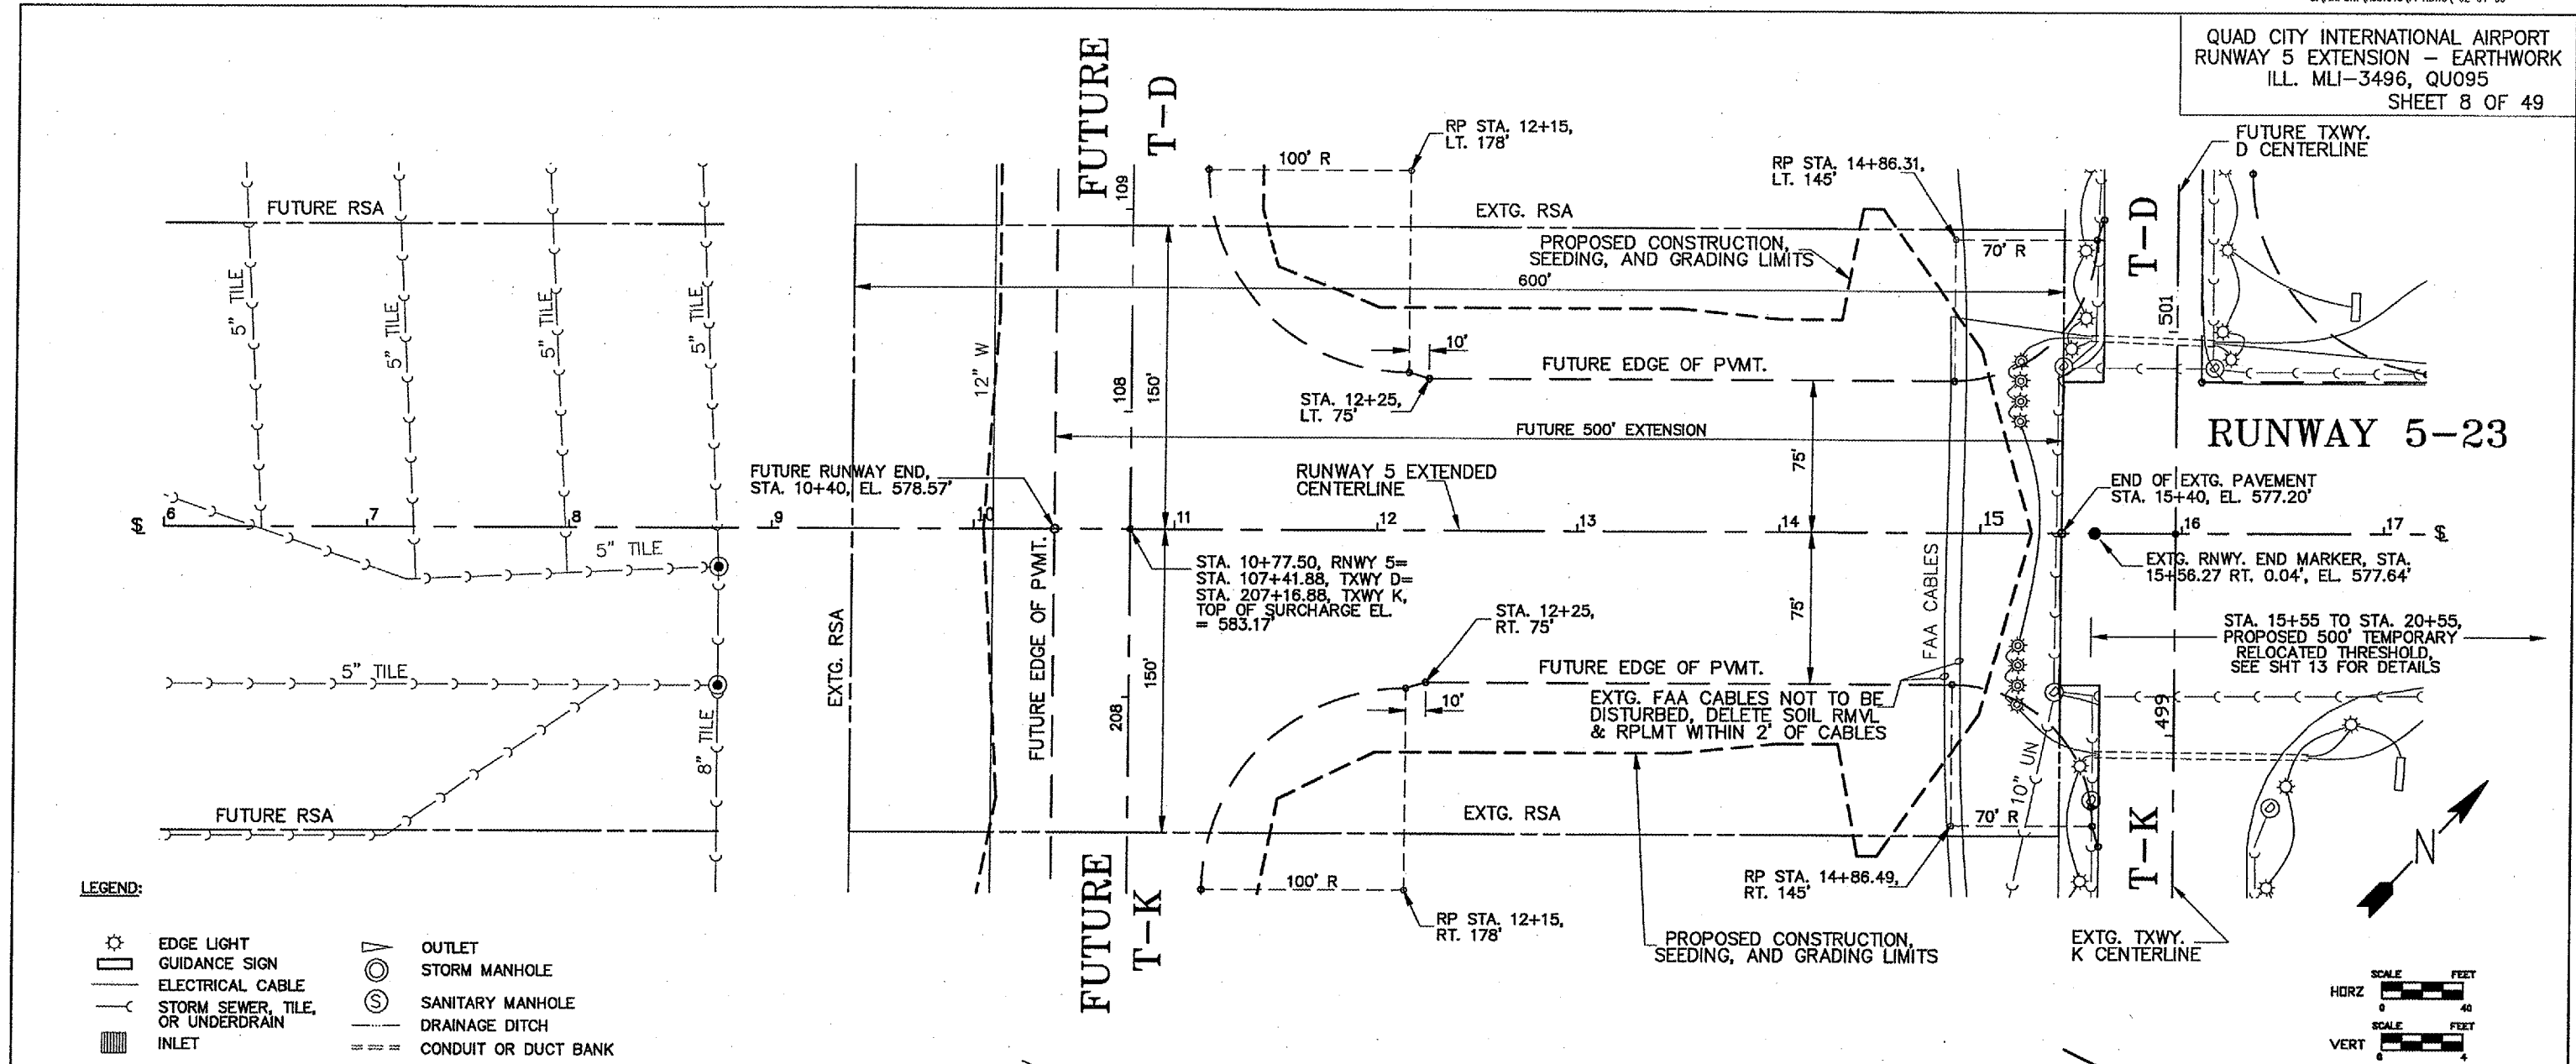 QUAD CITY INTERNATIONAL AIRPORT
RUNWAY 5 EXTENSION – EARTHWORK
ILL. MLI–3496, QU095
SHEET 8 OF 49
FUTURE
T–D
109
108
100' R
RP STA. 12+15,
LT. 178'
RP STA. 14+86.31,
LT. 145'
FUTURE TXWY.
D CENTERLINE
FUTURE RSA
EXTG. RSA
PROPOSED CONSTRUCTION,
SEEDING, AND GRADING LIMITS
70' R
T–D
501
600'
5" TILE
5" TILE
5" TILE
5" TILE
12" W
150'
10'
FUTURE EDGE OF PVMT.
STA. 12+25,
LT. 75'
FUTURE 500' EXTENSION
75'
RUNWAY 5–23
FUTURE RUNWAY END,
STA. 10+40, EL. 578.57'
RUNWAY 5 EXTENDED
CENTERLINE
END OF EXTG. PAVEMENT
STA. 15+40, EL. 577.20'
℄ 6 7 8 9 10 11 12 13 14 15 16 17 ℄
5" TILE
STA. 10+77.50, RNWY 5=
STA. 107+41.88, TXWY D=
STA. 207+16.88, TXWY K,
TOP OF SURCHARGE EL.
= 583.17'
EXTG. RNWY. END MARKER, STA.
15+56.27 RT. 0.04', EL. 577.64'
FAA CABLES
EXTG. RSA
FUTURE EDGE OF PVMT.
STA. 12+25,
RT. 75'
75'
STA. 15+55 TO STA. 20+55,
PROPOSED 500' TEMPORARY
RELOCATED THRESHOLD,
SEE SHT 13 FOR DETAILS
5" TILE
8" TILE
208
150'
10'
FUTURE EDGE OF PVMT.
EXTG. FAA CABLES NOT TO BE
DISTURBED, DELETE SOIL RMVL
& RPLMT WITHIN 2' OF CABLES
499
10" UN
FUTURE RSA
EXTG. RSA
70' R
T–K
N
FUTURE
T–K
100' R
RP STA. 12+15,
RT. 178'
RP STA. 14+86.49,
RT. 145'
PROPOSED CONSTRUCTION,
SEEDING, AND GRADING LIMITS
EXTG. TXWY.
K CENTERLINE
LEGEND:
EDGE LIGHT
GUIDANCE SIGN
ELECTRICAL CABLE
STORM SEWER, TILE,
OR UNDERDRAIN
INLET
OUTLET
STORM MANHOLE
S SANITARY MANHOLE
DRAINAGE DITCH
CONDUIT OR DUCT BANK
SCALE FEET
HORZ
0 40
SCALE FEET
VERT
4